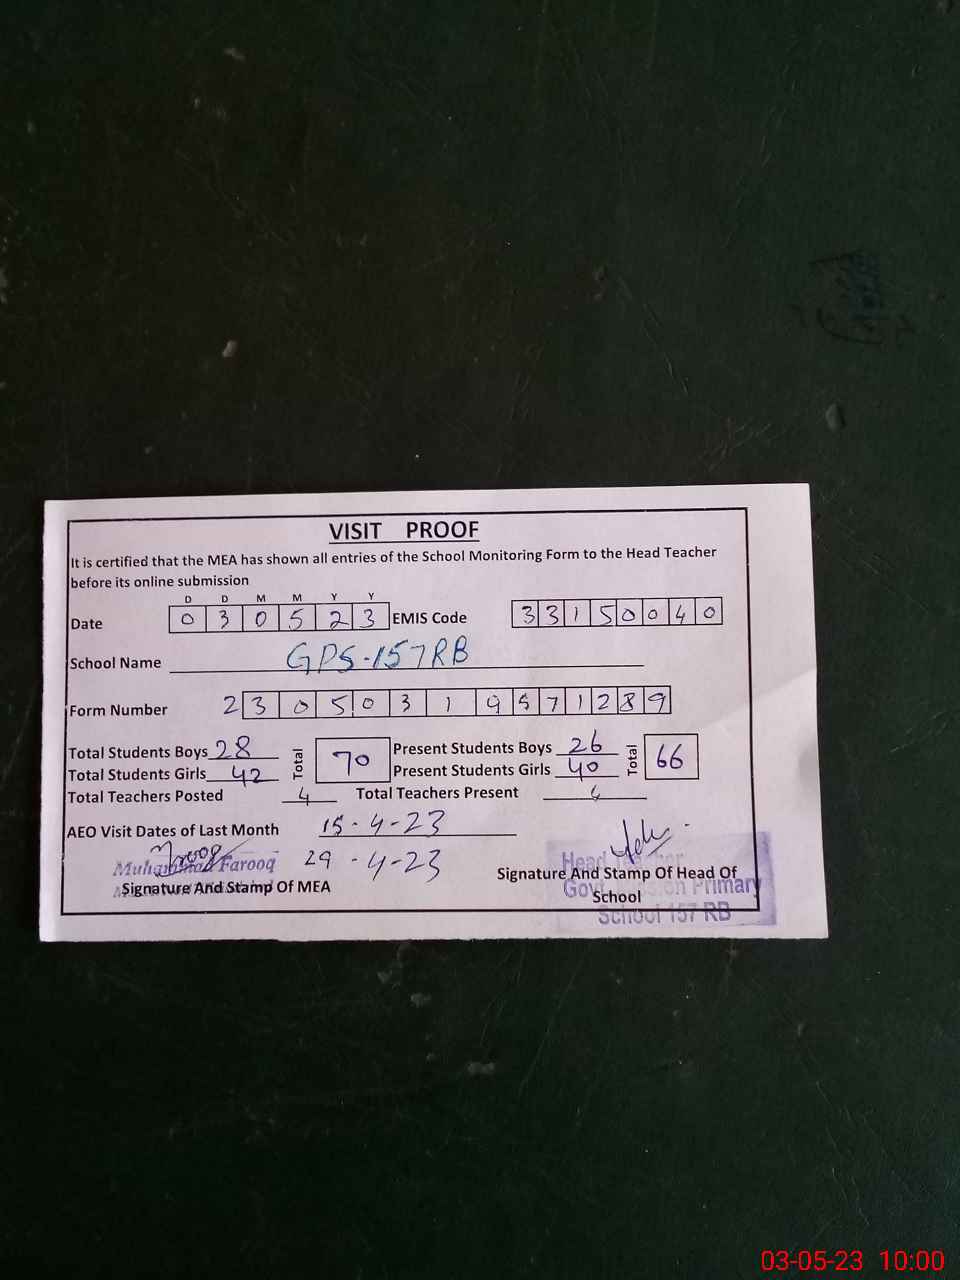 VISIT PROOF
It is certified that the MEA has shown all entries of the School Monitoring Form to the Head Teacher
before its online submission
D D M M Y Y
Date 0 3 0 5 2 3 EMIS Code 3 3 1 5 0 0 4 0
School Name GPS-157RB
Form Number 2 3 0 5 0 3 1 9 5 7 1 2 8 9
Total Students Boys 28 Total 70 Present Students Boys 26 Total 66
Total Students Girls 42 Present Students Girls 40
Total Teachers Posted 4 Total Teachers Present 4
AEO Visit Dates of Last Month 15-4-23
29-4-23
Muhammad Farooq
Signature And Stamp Of MEA
Head Teacher
Signature And Stamp Of Head Of
School
Govt. Primary
School 157 RB
03-05-23 10:00